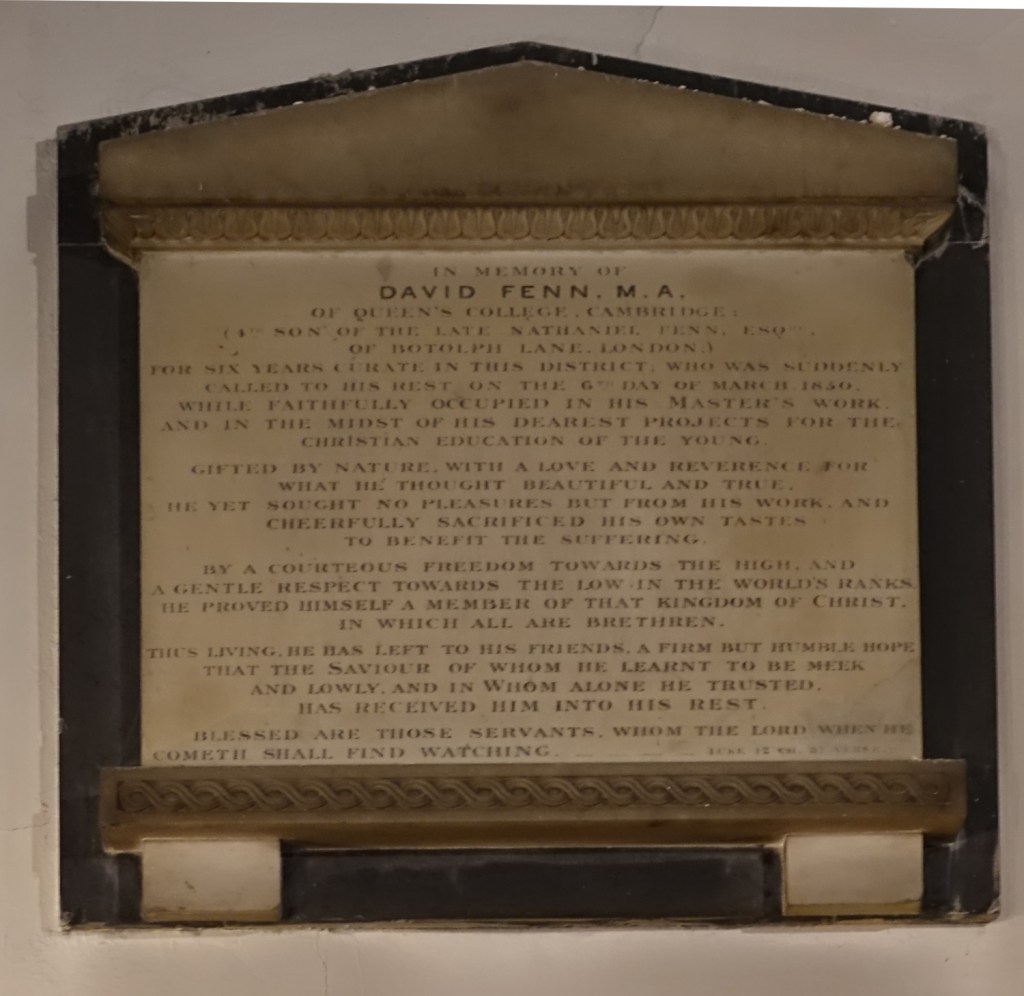 IN MEMORY OF
DAVID FENN. M.A.
OF QUEEN'S COLLEGE, CAMBRIDGE;
(4TH SON OF THE LATE NATHANIEL FENN, ESQRE,
OF BOTOLPH LANE, LONDON,)
FOR SIX YEARS CURATE IN THIS DISTRICT; WHO WAS SUDDENLY
CALLED TO HIS REST ON THE 6TH DAY OF MARCH, 1850,
WHILE FAITHFULLY OCCUPIED IN HIS MASTER'S WORK,
AND IN THE MIDST OF HIS DEAREST PROJECTS FOR THE
CHRISTIAN EDUCATION OF THE YOUNG.
GIFTED BY NATURE, WITH A LOVE AND REVERENCE FOR
WHAT HE THOUGHT BEAUTIFUL AND TRUE,
HE YET SOUGHT NO PLEASURES BUT FROM HIS WORK, AND
CHEERFULLY SACRIFICED HIS OWN TASTES
TO BENEFIT THE SUFFERING.
BY A COURTEOUS FREEDOM TOWARDS THE HIGH, AND
A GENTLE RESPECT TOWARDS THE LOW IN THE WORLD'S RANKS,
HE PROVED HIMSELF A MEMBER OF THAT KINGDOM OF CHRIST,
IN WHICH ALL ARE BRETHREN.
THUS LIVING, HE HAS LEFT TO HIS FRIENDS, A FIRM BUT HUMBLE HOPE
THAT THE SAVIOUR OF WHOM HE LEARNT TO BE MEEK
AND LOWLY, AND IN WHOM ALONE HE TRUSTED,
HAS RECEIVED HIM INTO HIS REST.
BLESSED ARE THOSE SERVANTS, WHOM THE LORD WHEN HE
COMETH SHALL FIND WATCHING. LUKE 12 CH.